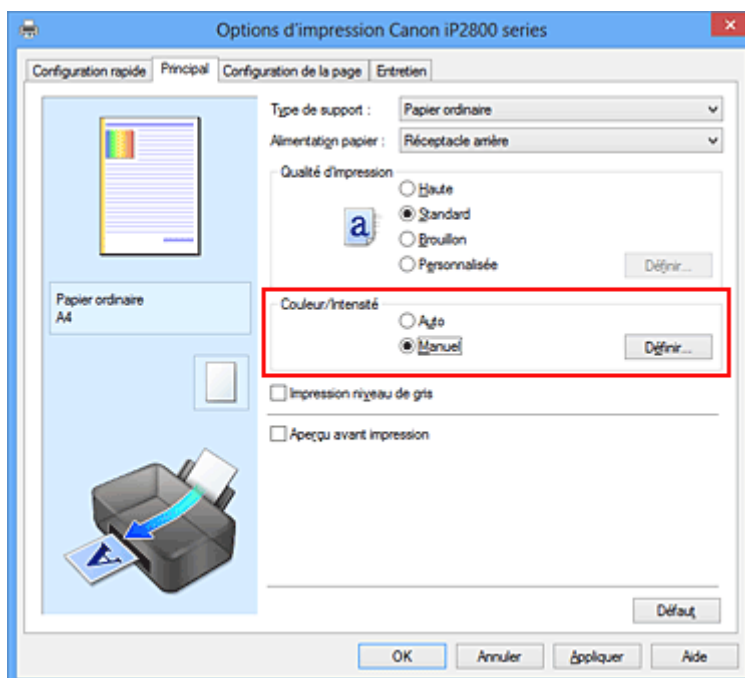 Options d'impression Canon iP2800 series
Configuration rapide Principal Configuration de la page Entretien
Type de support : Papier ordinaire
Alimentation papier : Réceptacle arrière
Qualité d'impression
Haute
Standard
Brouillon
Personnalisée Définir...
Papier ordinaire
A4
Couleur/Intensité
Auto
Manuel Définir...
Impression niveau de gris
Aperçu avant impression
Défaut
OK Annuler Appliquer Aide